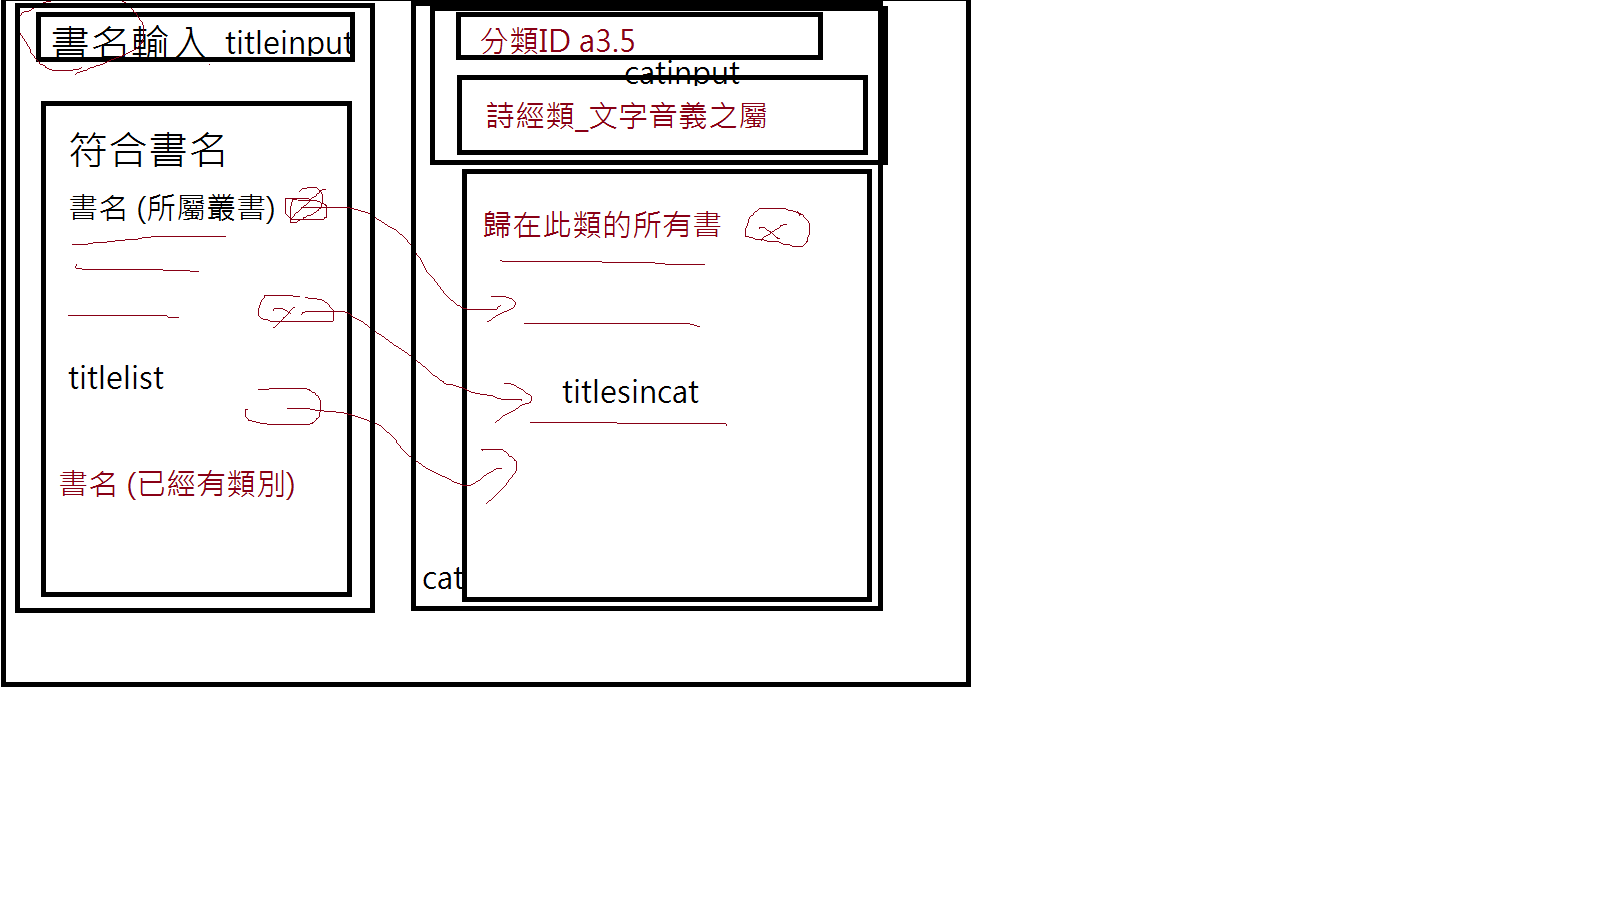 書名輸入 titleinput
符合書名
書名 (所屬叢書)
titlelist
書名 (已經有類別)
分類ID a3.5
catinput
詩經類_文字音義之屬
歸在此類的所有書
titlesincat
cat